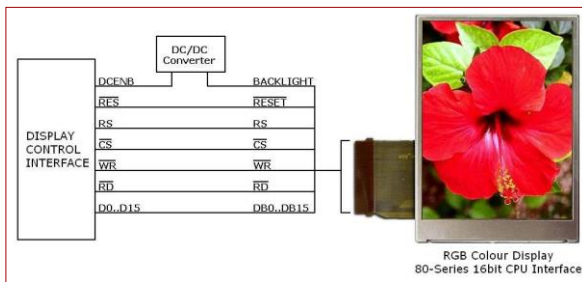 DC/DC
Converter
DCENB BACKLIGHT
RES RESET
RS RS
DISPLAY
CONTROL
INTERFACE
CS CS
WR WR
RD RD
D0..D15 DB0..DB15
RGB Colour Display
80-Series 16bit CPU Interface